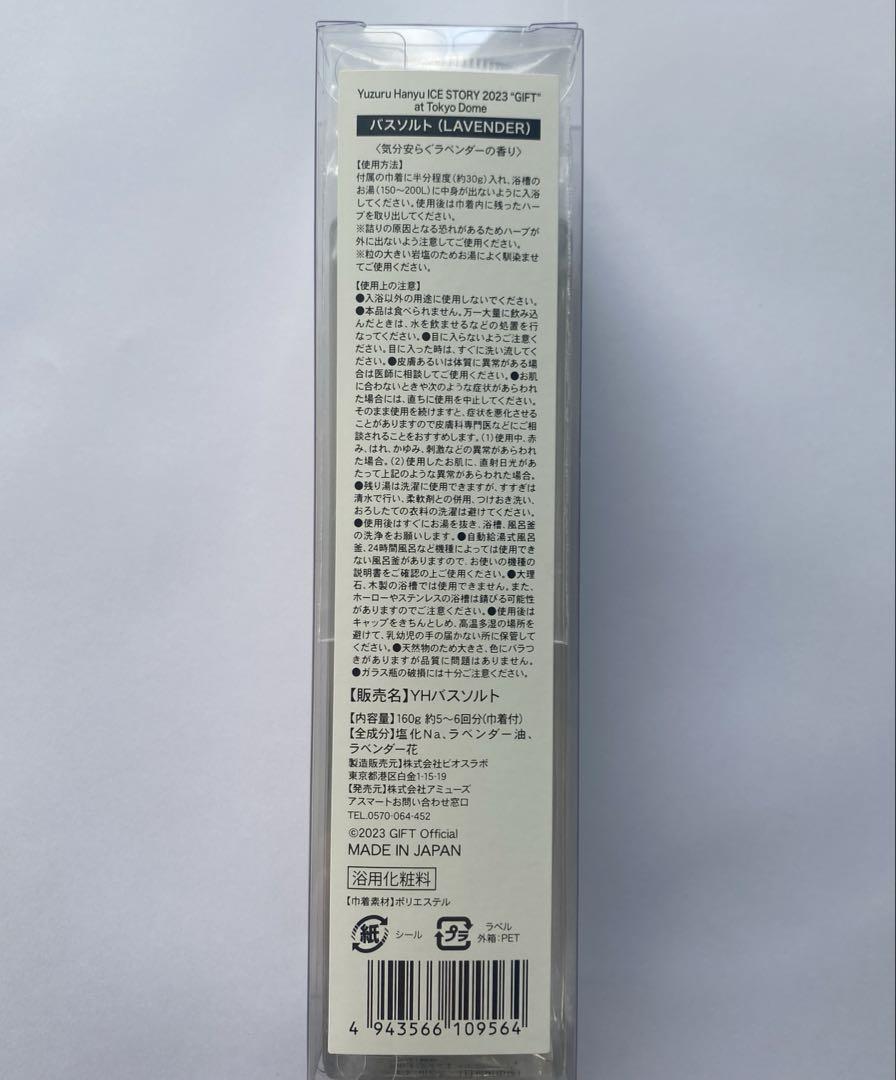 Yuzuru Hanyu ICE STORY 2023 "GIFT"
at Tokyo Dome
バスソルト（LAVENDER）
〈気分安らぐラベンダーの香り〉
【使用方法】
付属の巾着に半分程度（約30g）入れ、浴槽の
お湯（150〜200L）に中身が出ないように入浴
してください。使用後は巾着内に残ったハー
ブを取り出してください。
※詰りの原因となる恐れがあるためハーブが
外に出ないよう注意してご使用ください。
※粒の大きい岩塩のためお湯によく馴染ませ
てご使用ください。
【使用上の注意】
●入浴以外の用途に使用しないでください。
●本品は食べられません。万一大量に飲み込
んだときは、水を飲ませるなどの処置を行
なってください。●目に入らないようご注意く
ださい。目に入った時は、すぐに洗い流してく
ださい。●皮膚あるいは体質に異常がある場
合は医師に相談してご使用ください。●お肌
に合わないときや次のような症状があらわれ
た場合には、直ちに使用を中止してください。
そのまま使用を続けますと、症状を悪化させる
ことがありますので皮膚科専門医などにご相
談されることをおすすめします。（1）使用中、赤
み、はれ、かゆみ、刺激などの異常があらわれ
た場合。（2）使用したお肌に、直射日光があ
たって上記のような異常があらわれた場合。
●残り湯は洗濯に使用できますが、すすぎは
清水で行い、柔軟剤との併用、つけおき洗い、
おろしたての衣料の洗濯は避けてください。
●使用後はすぐにお湯を抜き、浴槽、風呂釜
の洗浄をお願いします。●自動給湯式風呂
釜、24時間風呂など機種によっては使用でき
ない風呂釜がありますので、お使いの機種の
説明書をご確認の上ご使用ください。●大理
石、木製の浴槽では使用できません。また、
ホーローやステンレスの浴槽は錆びる可能性
がありますのでご注意ください。●使用後は
キャップをきちんとしめ、高温多湿の場所を
避けて、乳幼児の手の届かない所に保管して
ください。●天然物のため大きさ、色にバラつ
きがありますが品質に問題はありません。
●ガラス瓶の破損には十分ご注意ください。
【販売名】YHバスソルト
【内容量】160g 約5〜6回分（巾着付）
【全成分】塩化Na、ラベンダー油、
ラベンダー花
製造販売元】株式会社ビオスラボ
東京都港区白金1-15-19
【発売元】株式会社アミューズ
アスマートお問い合わせ窓口
TEL.0570-064-452
©2023 GIFT Official
MADE IN JAPAN
浴用化粧料
【巾着素材】ポリエステル
紙 シール プラ ラベル
外箱：PET
4 943566 109564